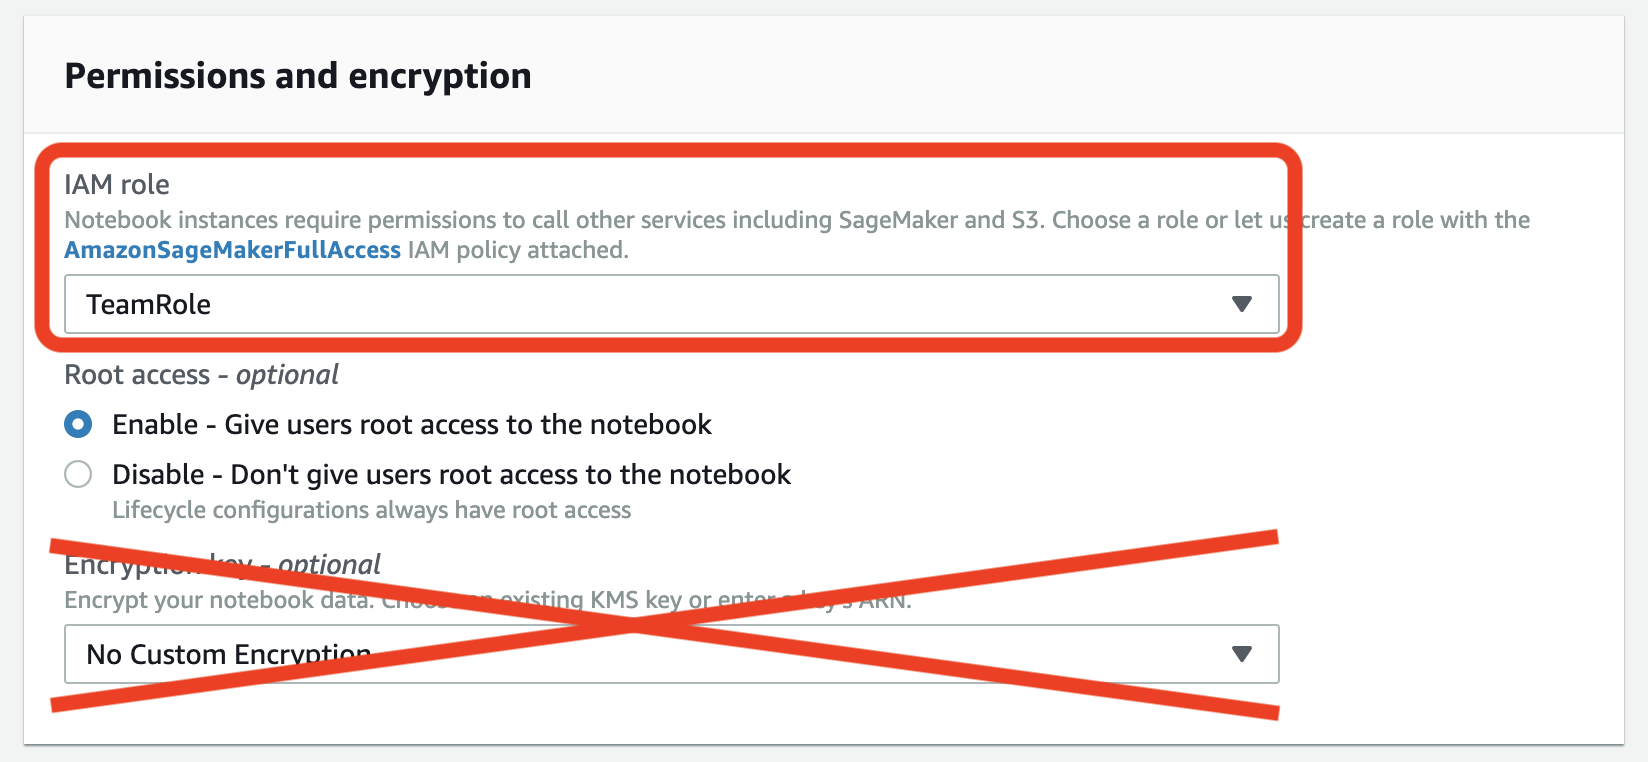 Permissions and encryption
IAM role
Notebook instances require permissions to call other services including SageMaker and S3. Choose a role or let us create a role with the
AmazonSageMakerFullAccess IAM policy attached.
TeamRole
Root access - optional
Enable - Give users root access to the notebook
Disable - Don't give users root access to the notebook
Lifecycle configurations always have root access
Encryption key - optional
Encrypt your notebook data. Choose an existing KMS key or enter a key's ARN.
No Custom Encryption